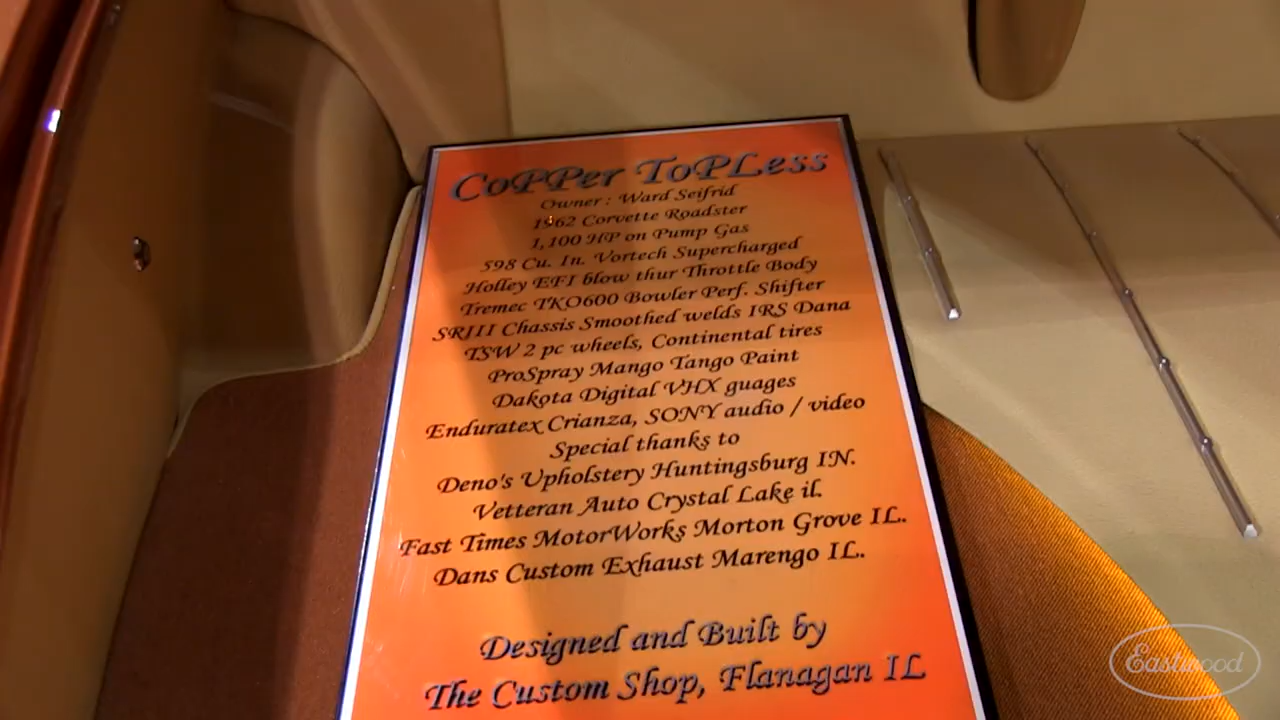 CoPPer ToPLess
Owner : Ward Seifrid
1962 Corvette Roadster
1,100 HP on Pump Gas
598 Cu. In. Vortech Supercharged
Holley EFI blow thur Throttle Body
Tremec TKO600 Bowler Perf. Shifter
SRIII Chassis Smoothed welds IRS Dana
TSW 2 pc wheels, Continental tires
ProSpray Mango Tango Paint
Dakota Digital VHX guages
Enduratex Crianza, SONY audio / video
Special thanks to
Deno's Upholstery Huntingsburg IN.
Vetteran Auto Crystal Lake il.
Fast Times MotorWorks Morton Grove IL.
Dans Custom Exhaust Marengo IL.
Designed and Built by
The Custom Shop, Flanagan IL
Eastwood